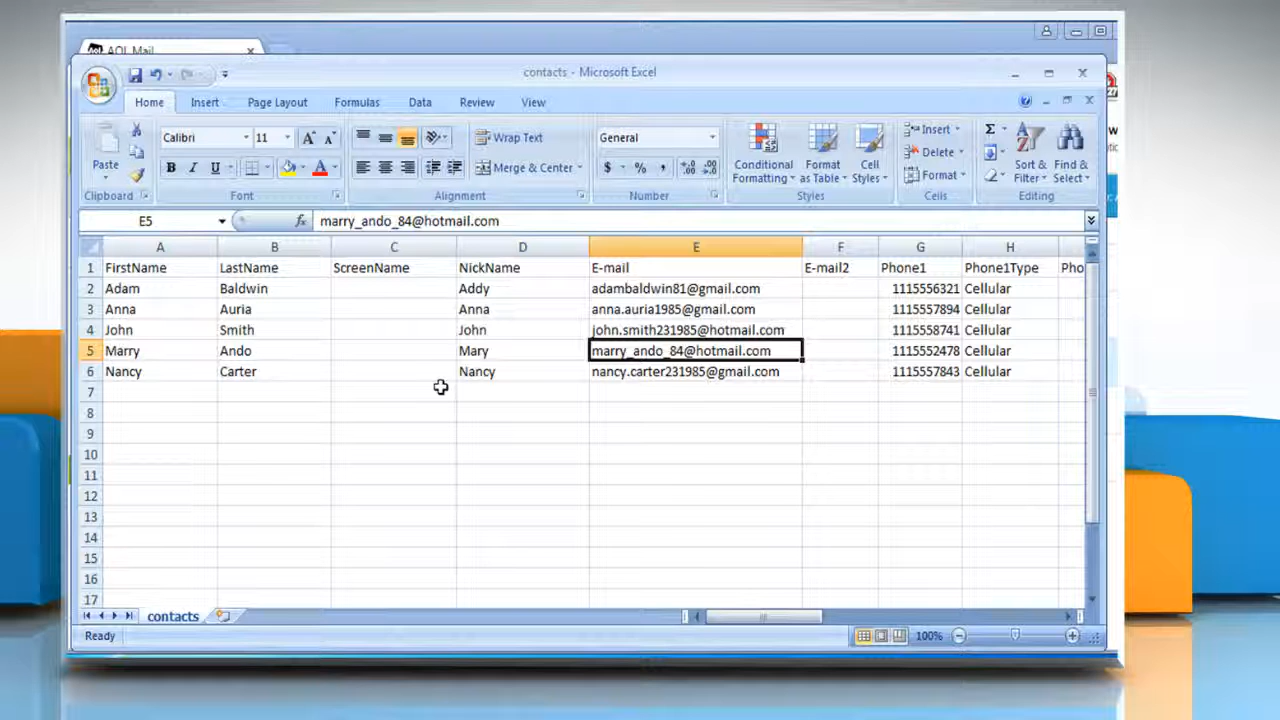 AOL Mail
contacts - Microsoft Excel
Home Insert Page Layout Formulas Data Review View
Calibri 11 Wrap Text General Insert
Paste Merge & Center Conditional Formatting Format as Table Cell Styles Delete Sort & Filter Find & Select
Format
Clipboard Font Alignment Number Styles Cells Editing
E5 fx marry_ando_84@hotmail.com
A B C D E F G H
1 FirstName LastName ScreenName NickName E-mail E-mail2 Phone1 Phone1Type Pho
2 Adam Baldwin Addy adambaldwin81@gmail.com 1115556321 Cellular
3 Anna Auria Anna anna.auria1985@gmail.com 1115557894 Cellular
4 John Smith John john.smith231985@hotmail.com 1115558741 Cellular
5 Marry Ando Mary marry_ando_84@hotmail.com 1115552478 Cellular
6 Nancy Carter Nancy nancy.carter231985@gmail.com 1115557843 Cellular
7
8
9
10
11
12
13
14
15
16
17
contacts
Ready 100%